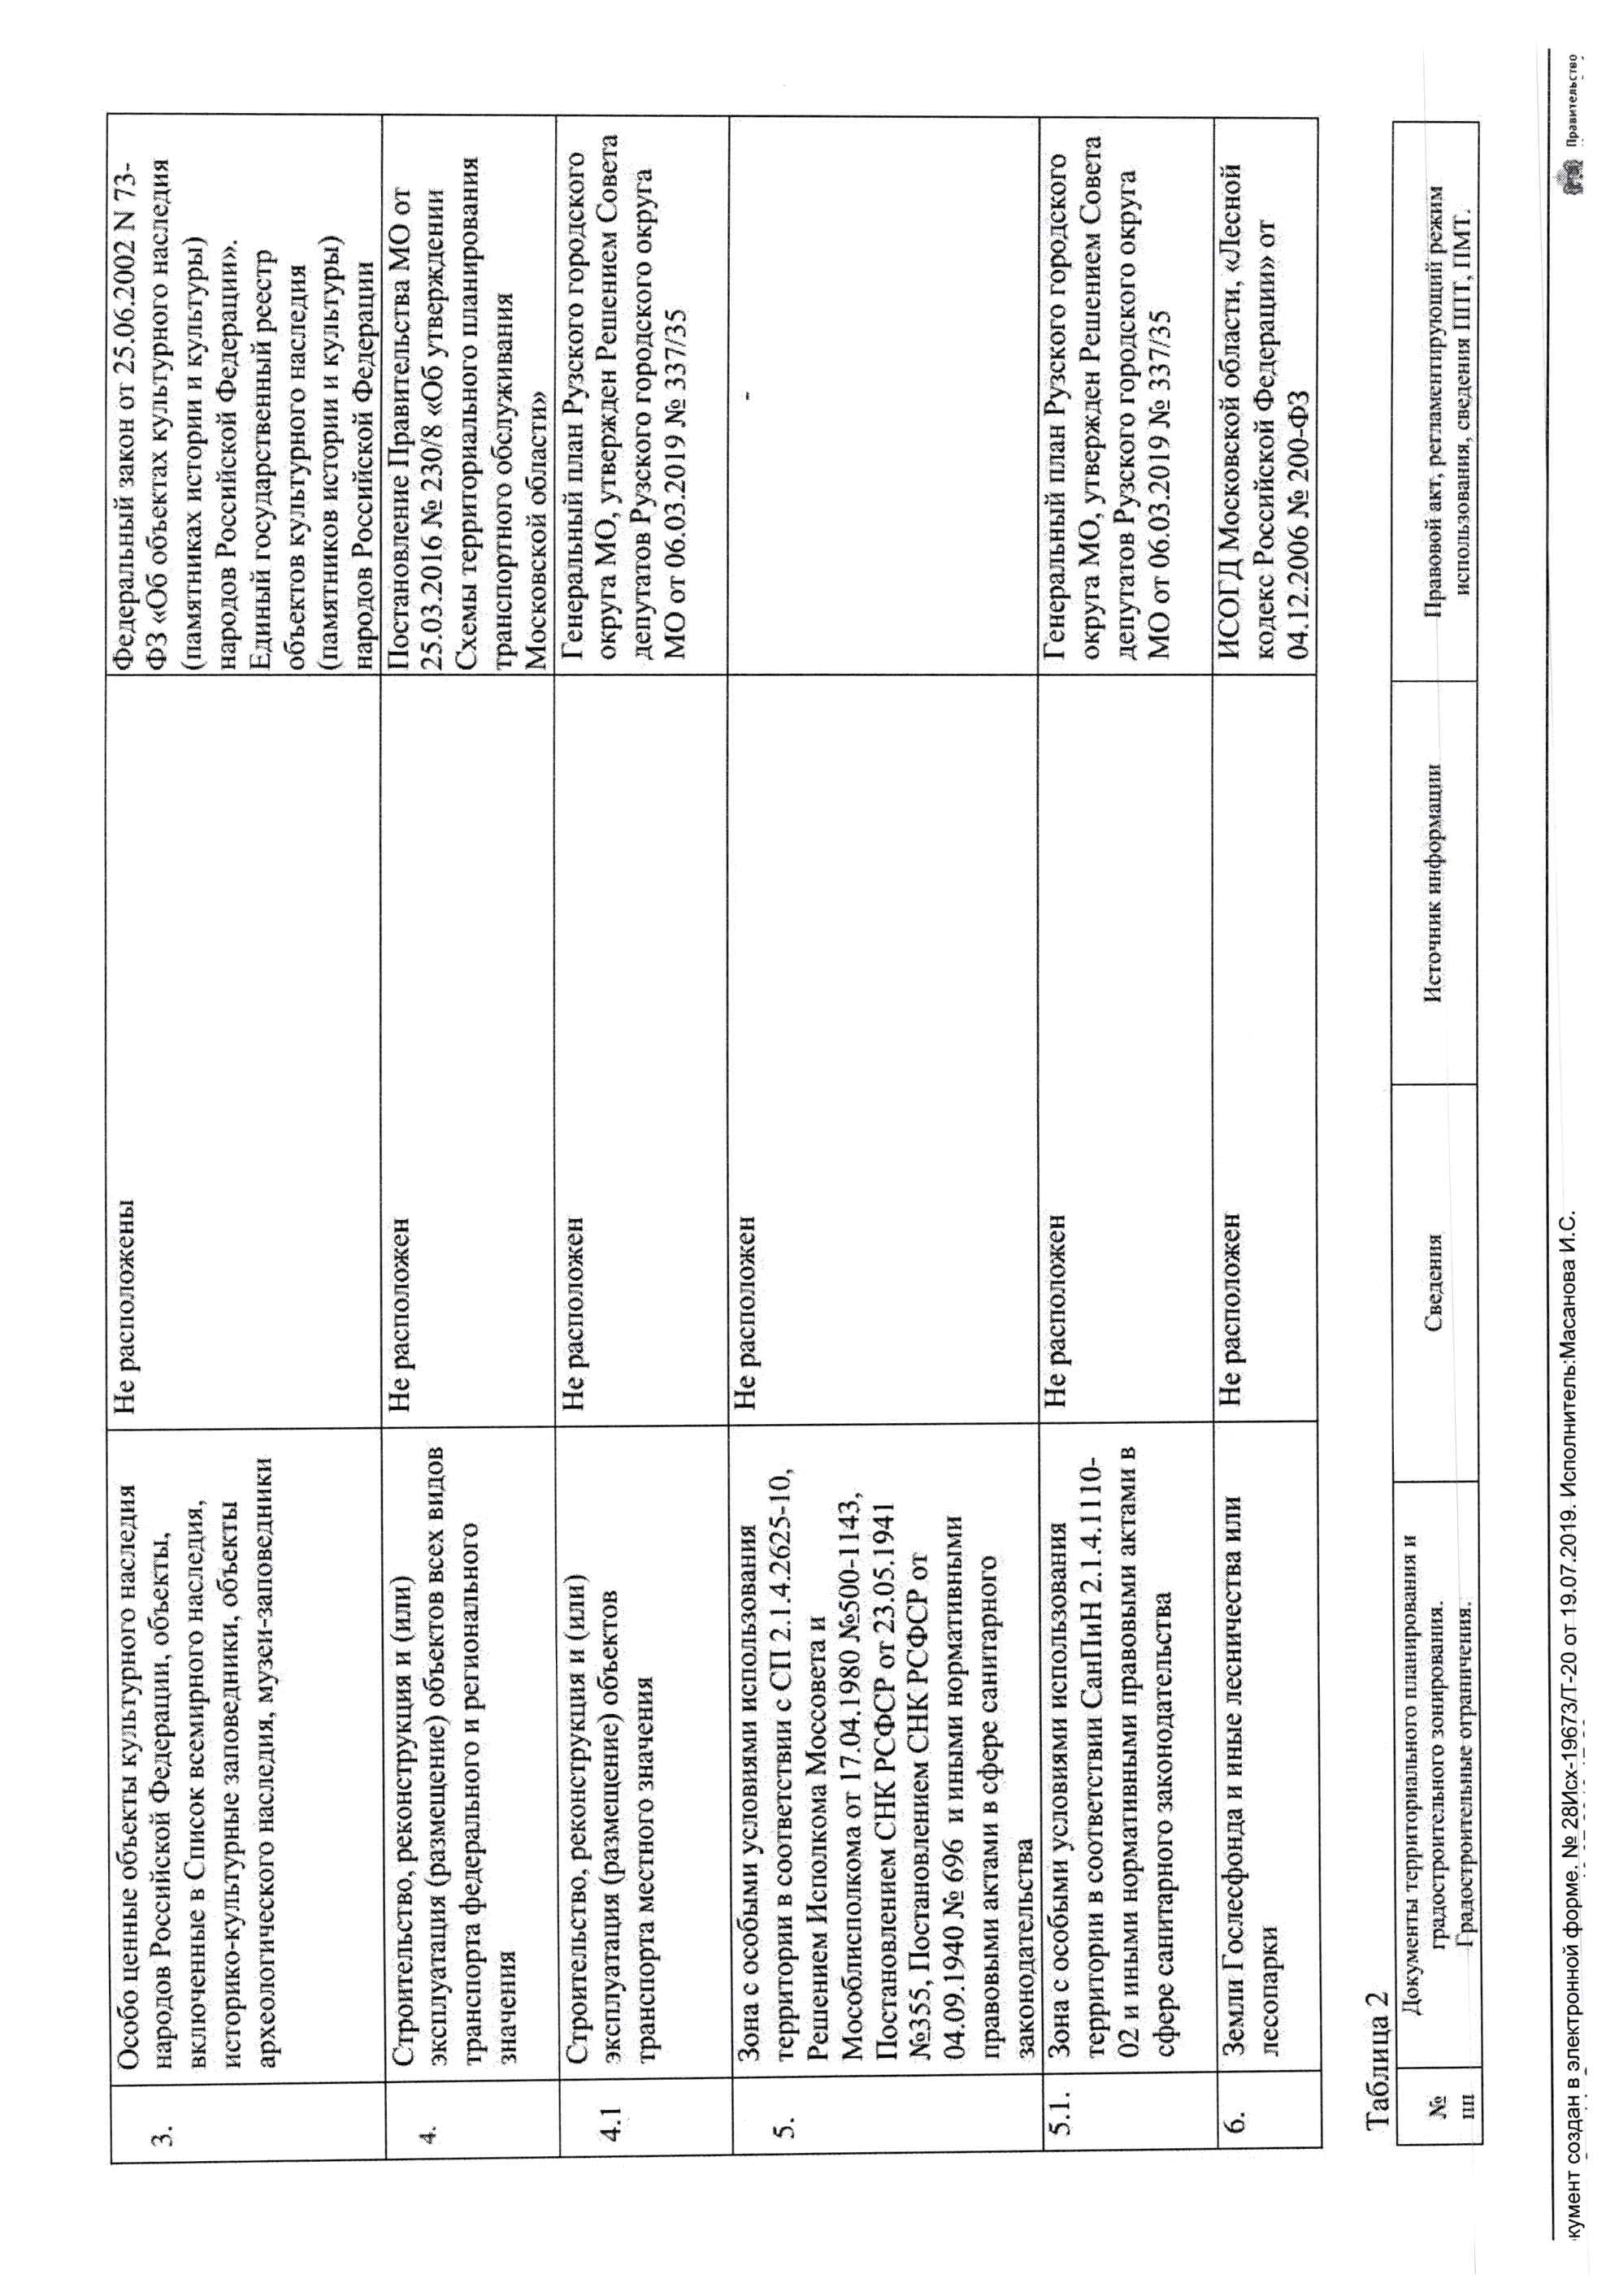 3.
Особо ценные объекты культурного наследия
народов Российской Федерации, объекты,
включенные в Список всемирного наследия,
историко-культурные заповедники, объекты
археологического наследия, музеи-заповедники
Не расположены
Федеральный закон от 25.06.2002 N 73-
ФЗ «Об объектах культурного наследия
(памятниках истории и культуры)
народов Российской Федерации».
Единый государственный реестр
объектов культурного наследия
(памятников истории и культуры)
народов Российской Федерации
4.
Строительство, реконструкция и (или)
эксплуатация (размещение) объектов всех видов
транспорта федерального и регионального
значения
Не расположен
Постановление Правительства МО от
25.03.2016 № 230/8 «Об утверждении
Схемы территориального планирования
транспортного обслуживания
Московской области»
4.1
Строительство, реконструкция и (или)
эксплуатация (размещение) объектов
транспорта местного значения
Не расположен
Генеральный план Рузского городского
округа МО, утвержден Решением Совета
депутатов Рузского городского округа
МО от 06.03.2019 № 337/35
5.
Зона с особыми условиями использования
территории в соответствии с СП 2.1.4.2625-10,
Решением Исполкома Моссовета и
Мособлисполкома от 17.04.1980 №500-1143,
Постановлением СНК РСФСР от 23.05.1941
№355, Постановлением СНК РСФСР от
04.09.1940 № 696 и иными нормативными
правовыми актами в сфере санитарного
законодательства
Не расположен
-
5.1.
Зона с особыми условиями использования
территории в соответствии СанПиН 2.1.4.1110-
02 и иными нормативными правовыми актами в
сфере санитарного законодательства
Не расположен
Генеральный план Рузского городского
округа МО, утвержден Решением Совета
депутатов Рузского городского округа
МО от 06.03.2019 № 337/35
6.
Земли Гослесфонда и иные лесничества или
лесопарки
Не расположен
ИСОГД Московской области, «Лесной
кодекс Российской Федерации» от
04.12.2006 № 200-ФЗ
Таблица 2
№
пп
Документы территориального планирования и
градостроительного зонирования.
Градостроительные ограничения.
Сведения
Источник информации
Правовой акт, регламентирующий режим
использования, сведения ППТ, ПМТ.
кумент создан в электронной форме. № 28Исх-19673/Т-20 от 19.07.2019. Исполнитель:Масанова И.С.
Правительство